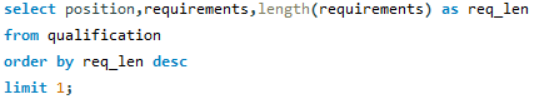 select position,requirements,length(requirements) as req_len
from qualification
order by req_len desc
limit 1;